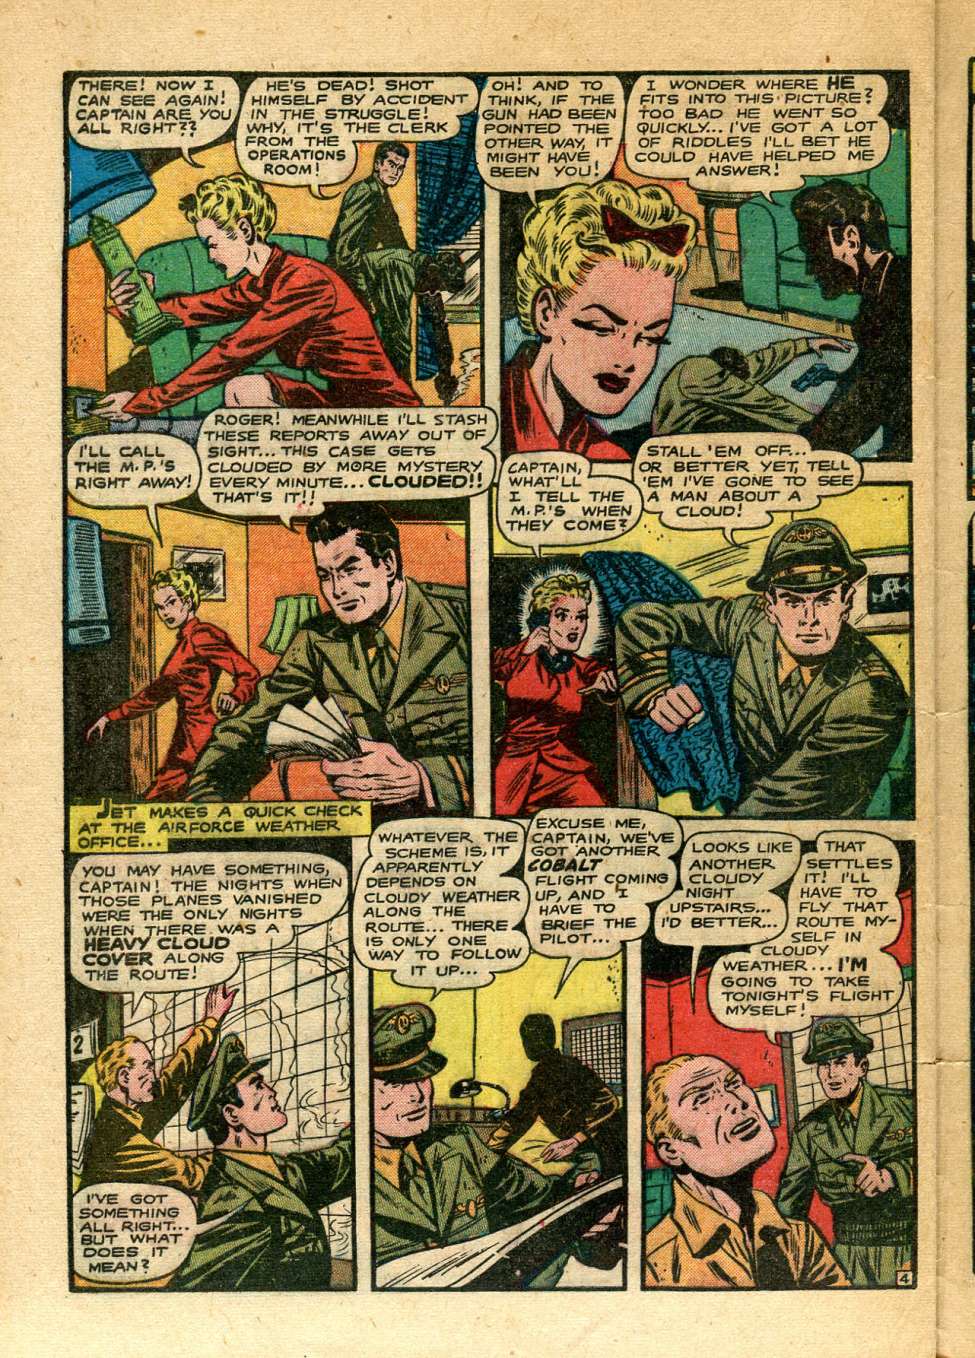 THERE! NOW I
CAN SEE AGAIN!
CAPTAIN ARE YOU
ALL RIGHT??
HE'S DEAD! SHOT
HIMSELF BY ACCIDENT
IN THE STRUGGLE!
WHY, IT'S THE CLERK
FROM THE
OPERATIONS
ROOM!
OH! AND TO
THINK, IF THE
GUN HAD BEEN
POINTED THE
OTHER WAY, IT
MIGHT HAVE
BEEN YOU!
I WONDER WHERE HE
FITS INTO THIS PICTURE?
TOO BAD HE WENT SO
QUICKLY... I'VE GOT A LOT
OF RIDDLES I'LL BET HE
COULD HAVE HELPED ME
ANSWER!
I'LL CALL
THE M.P.'S
RIGHT AWAY!
ROGER! MEANWHILE I'LL STASH
THESE REPORTS AWAY OUT OF
SIGHT... THIS CASE GETS
CLOUDED BY MORE MYSTERY
EVERY MINUTE... CLOUDED!!
THAT'S IT!!
CAPTAIN,
WHAT'LL
I TELL THE
M.P.'S WHEN
THEY COME?
STALL 'EM OFF...
OR BETTER YET, TELL
'EM I'VE GONE TO SEE
A MAN ABOUT A
CLOUD!
JET MAKES A QUICK CHECK
AT THE AIRFORCE WEATHER
OFFICE...
YOU MAY HAVE SOMETHING,
CAPTAIN! THE NIGHTS WHEN
THOSE PLANES VANISHED
WERE THE ONLY NIGHTS
WHEN THERE WAS A
HEAVY CLOUD
COVER ALONG
THE ROUTE!
2
I'VE GOT
SOMETHING
ALL RIGHT...
BUT WHAT
DOES IT
MEAN?
WHATEVER THE
SCHEME IS, IT
APPARENTLY
DEPENDS ON
CLOUDY WEATHER
ALONG THE
ROUTE... THERE
IS ONLY ONE
WAY TO FOLLOW
IT UP...
EXCUSE ME,
CAPTAIN, WE'VE
GOT ANOTHER
COBALT
FLIGHT COMING
UP, AND I
HAVE TO
BRIEF THE
PILOT...
LOOKS LIKE
ANOTHER
CLOUDY
NIGHT
UPSTAIRS...
I'D BETTER...
THAT
SETTLES
IT! I'LL
HAVE TO
FLY THAT
ROUTE MY-
SELF IN
CLOUDY
WEATHER... I'M
GOING TO TAKE
TONIGHT'S FLIGHT
MYSELF!
4